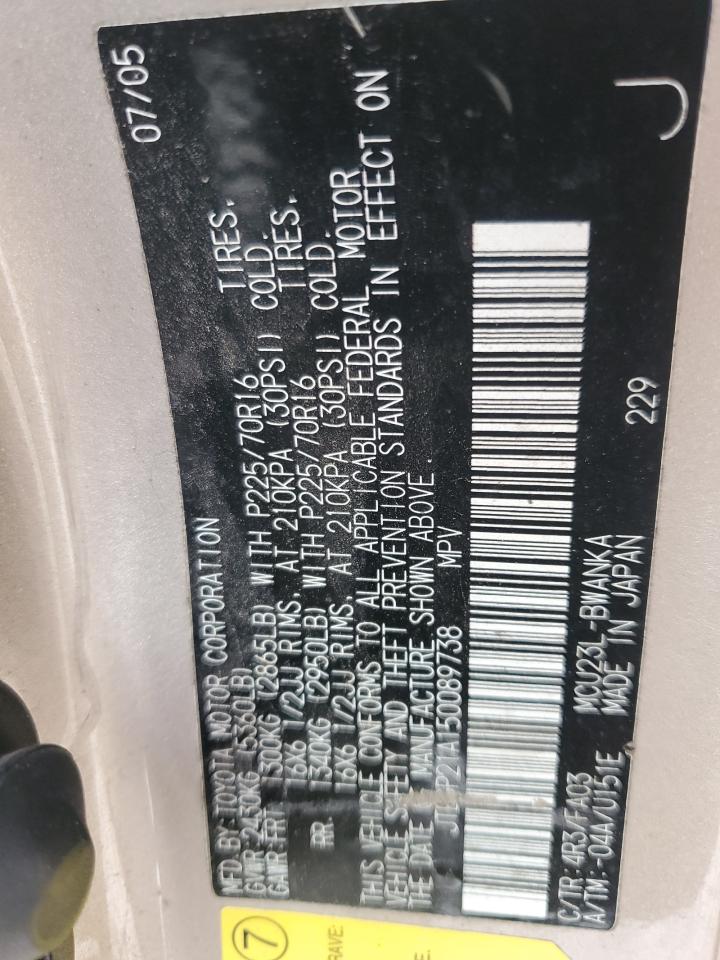 MFD BY: TOYOTA MOTOR CORPORATION 07/05
GVWR 2430KG (5360LB)
GAWR FRT 1300KG (2865LB) WITH P225/70R16 TIRES.
16X6 1/2JJ RIMS. AT 210KPA (30PSI) COLD.
RR. 1340KG (2950LB) WITH P225/70R16 TIRES.
16X6 1/2JJ RIMS. AT 210KPA (30PSI) COLD.
THIS VEHICLE CONFORMS TO ALL APPLICABLE FEDERAL MOTOR
VEHICLE SAFETY AND THEFT PREVENTION STANDARDS IN EFFECT ON
THE DATE OF MANUFACTURE SHOWN ABOVE
50089738 MPV
C/TR: 4R3/FA03 MCU23L-BWANKA 229
A/TM:-04A/U151E MADE IN JAPAN J
7
RAVE:
E.